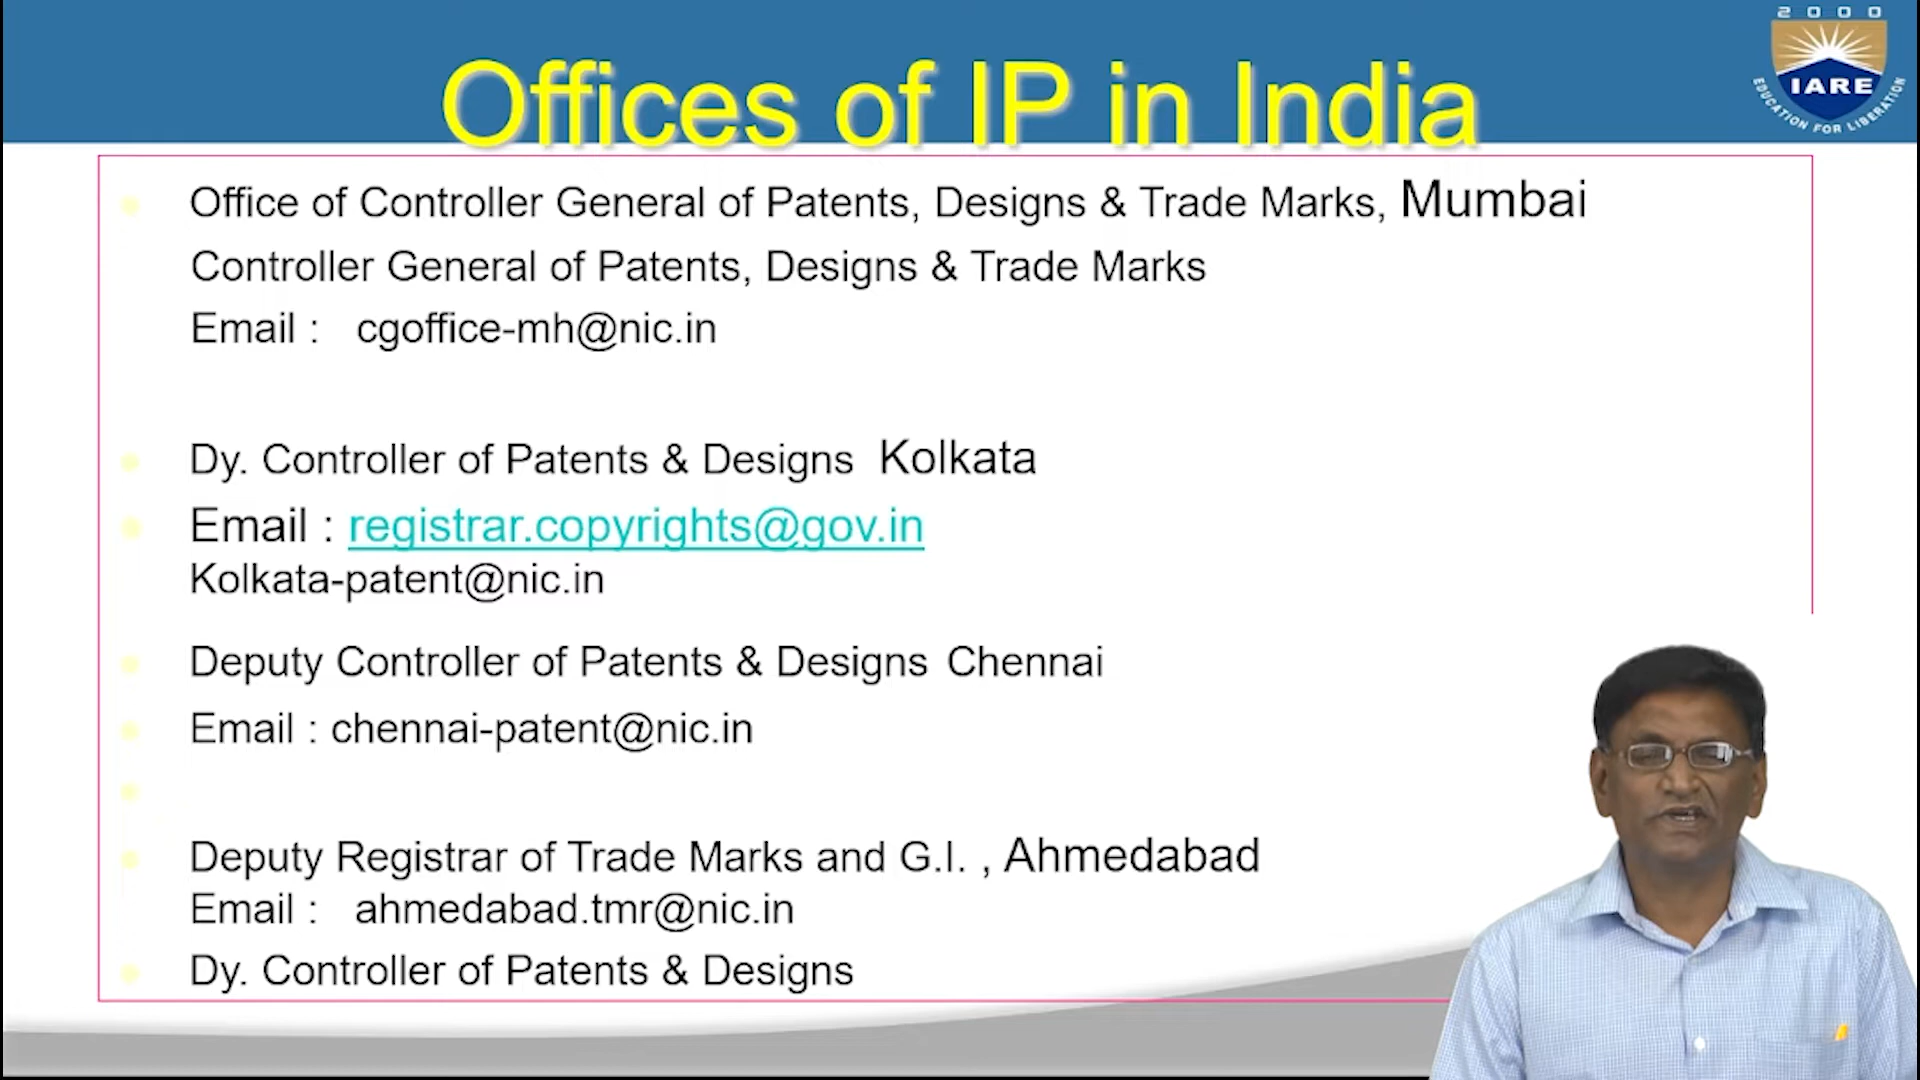 2000
IARE
EDUCATION FOR LIBERATION
Offices of IP in India
Office of Controller General of Patents, Designs & Trade Marks, Mumbai
Controller General of Patents, Designs & Trade Marks
Email : cgoffice-mh@nic.in
Dy. Controller of Patents & Designs Kolkata
Email : registrar.copyrights@gov.in
Kolkata-patent@nic.in
Deputy Controller of Patents & Designs Chennai
Email : chennai-patent@nic.in
Deputy Registrar of Trade Marks and G.I. , Ahmedabad
Email : ahmedabad.tmr@nic.in
Dy. Controller of Patents & Designs